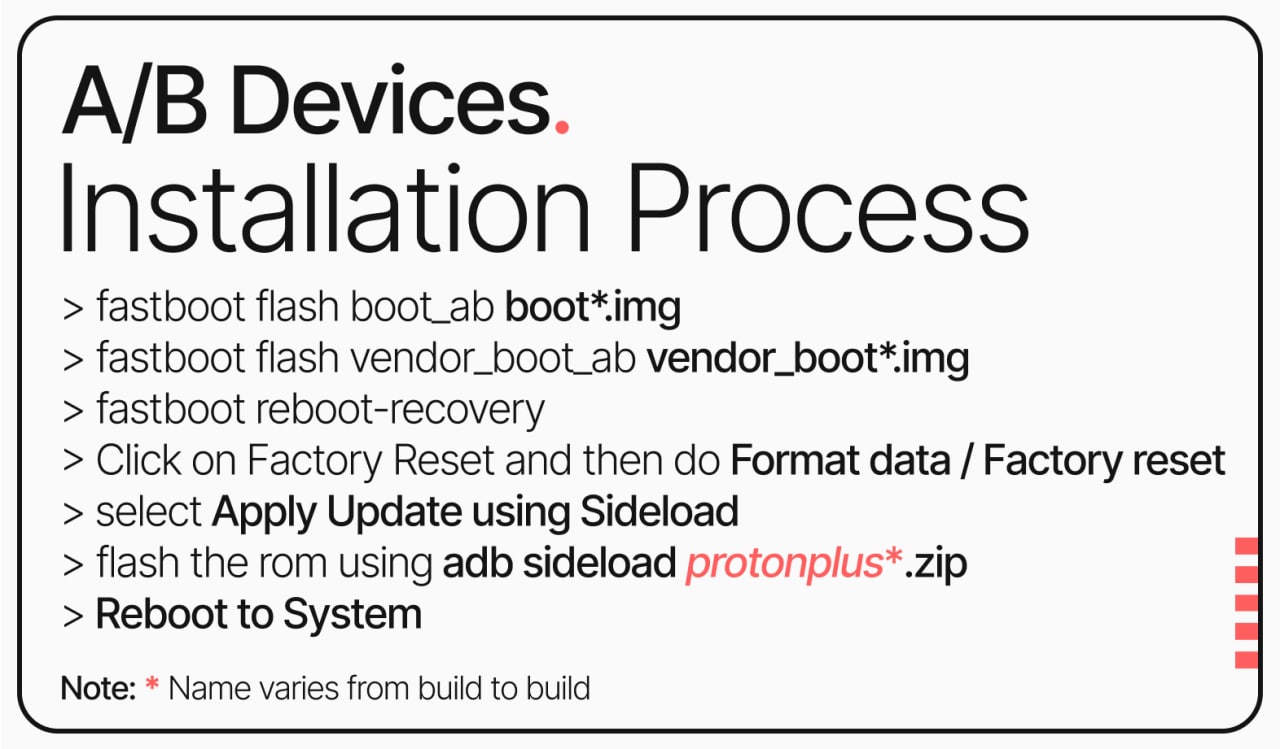 A/B Devices.
Installation Process
> fastboot flash boot_ab boot*.img
> fastboot flash vendor_boot_ab vendor_boot*.img
> fastboot reboot-recovery
> Click on Factory Reset and then do Format data / Factory reset
> select Apply Update using Sideload
> flash the rom using adb sideload protonplus*.zip
> Reboot to System
Note: * Name varies from build to build